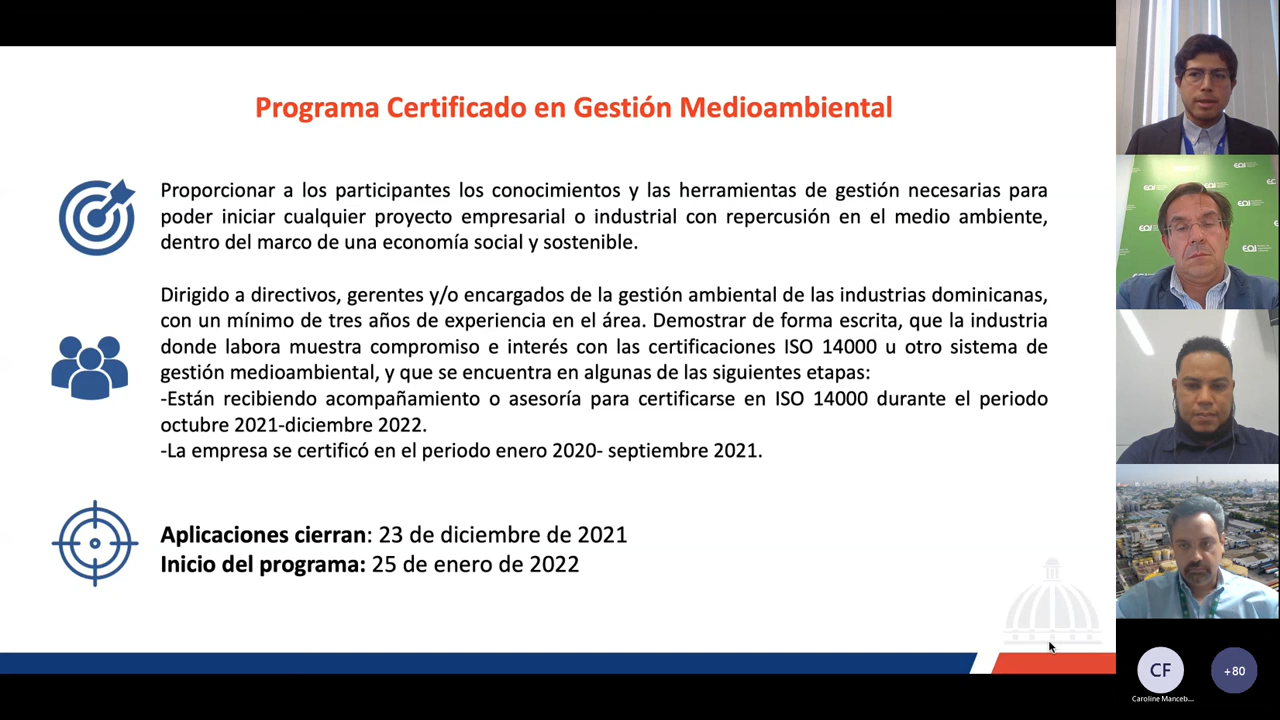 Programa Certificado en Gestión Medioambiental
Proporcionar a los participantes los conocimientos y las herramientas de gestión necesarias para
poder iniciar cualquier proyecto empresarial o industrial con repercusión en el medio ambiente,
dentro del marco de una economía social y sostenible.
Dirigido a directivos, gerentes y/o encargados de la gestión ambiental de las industrias dominicanas,
con un mínimo de tres años de experiencia en el área. Demostrar de forma escrita, que la industria
donde labora muestra compromiso e interés con las certificaciones ISO 14000 u otro sistema de
gestión medioambiental, y que se encuentra en algunas de las siguientes etapas:
-Están recibiendo acompañamiento o asesoría para certificarse en ISO 14000 durante el periodo
octubre 2021-diciembre 2022.
-La empresa se certificó en el periodo enero 2020- septiembre 2021.
Aplicaciones cierran: 23 de diciembre de 2021
Inicio del programa: 25 de enero de 2022
EOI
EOI
EOI
EOI
CF
+80
Caroline Manceb...